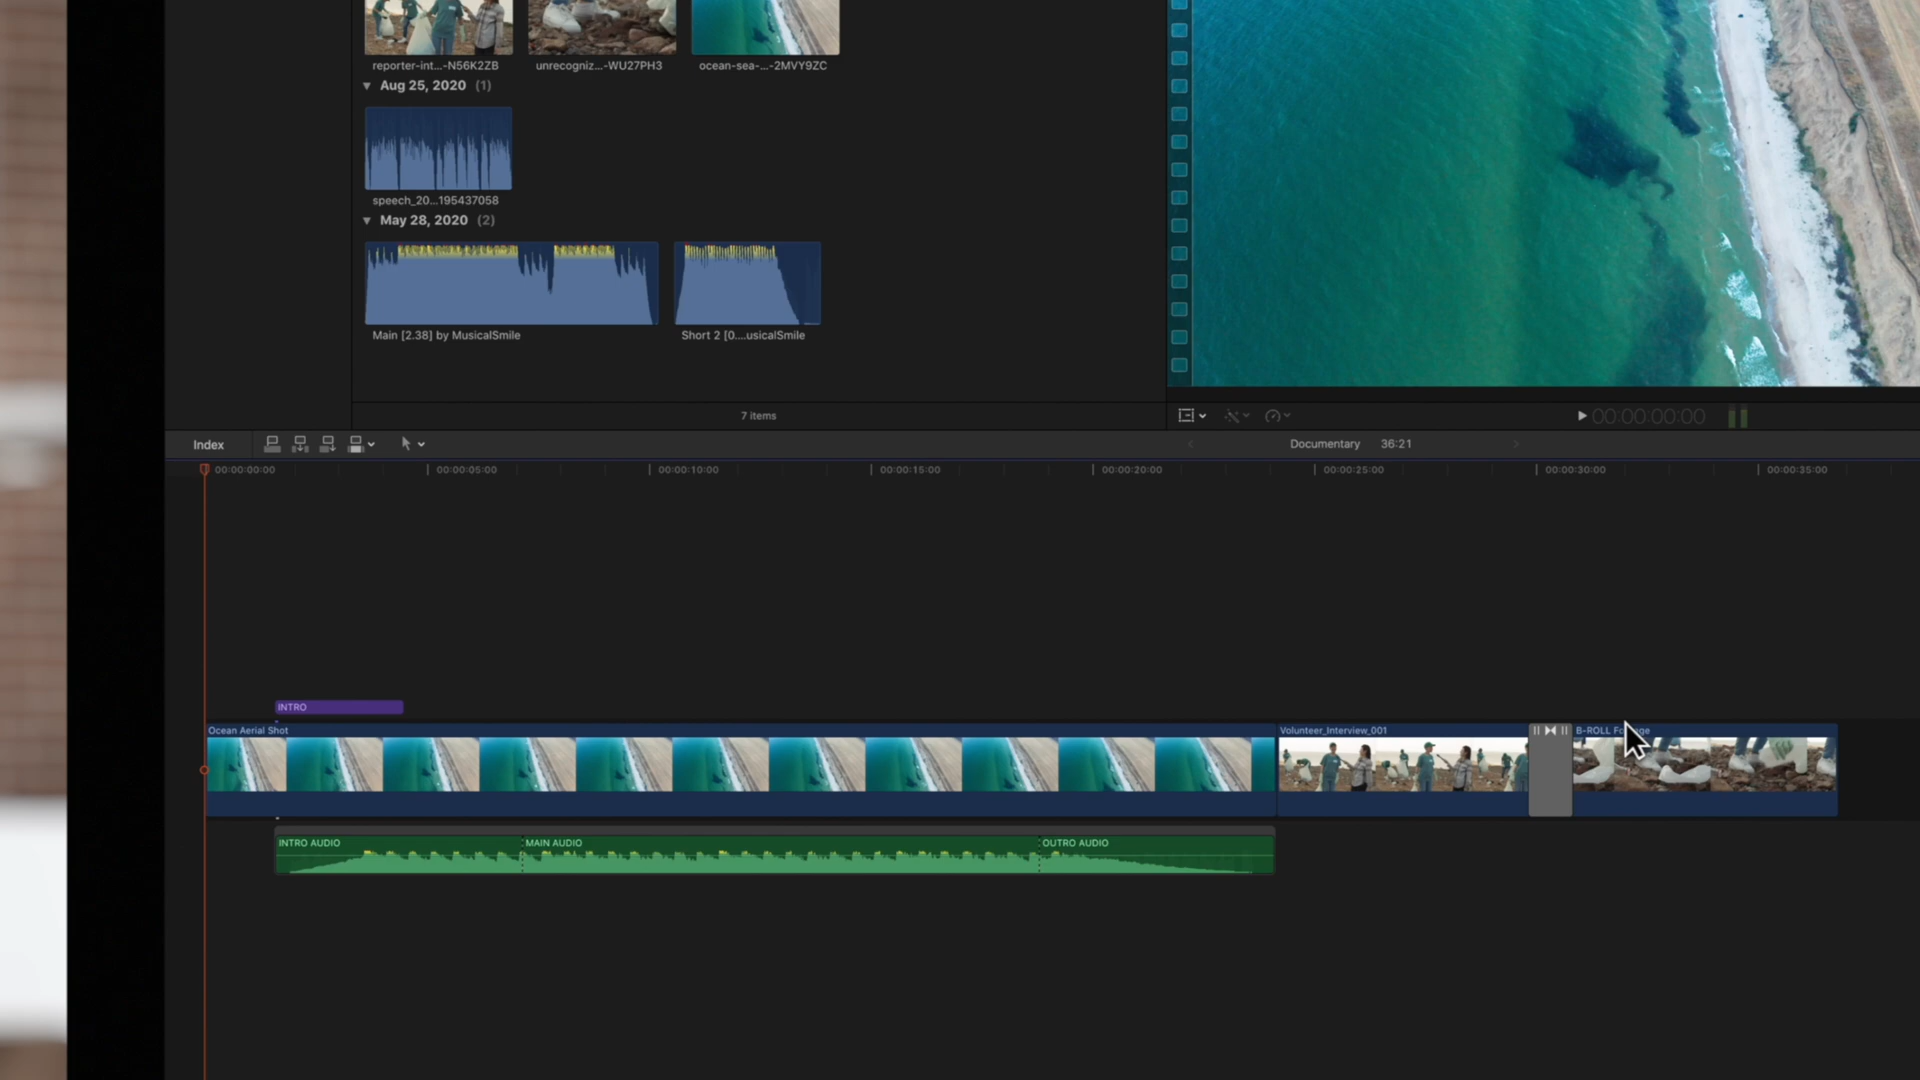 reporter-int...-N56K2ZB
unrecogniz...-WU27PH3
ocean-sea-...-2MVY9ZC
Aug 25, 2020 (1)
speech_20...195437058
May 28, 2020 (2)
Main [2.38] by MusicalSmile
Short 2 [0....usicalSmile
7 items
00:00:00:00
Index
Documentary
36:21
00:00:00:00
00:00:05:00
00:00:10:00
00:00:15:00
00:00:20:00
00:00:25:00
00:00:30:00
00:00:35:00
INTRO
Ocean Aerial Shot
Volunteer_Interview_001
B-ROLL
INTRO AUDIO
MAIN AUDIO
OUTRO AUDIO